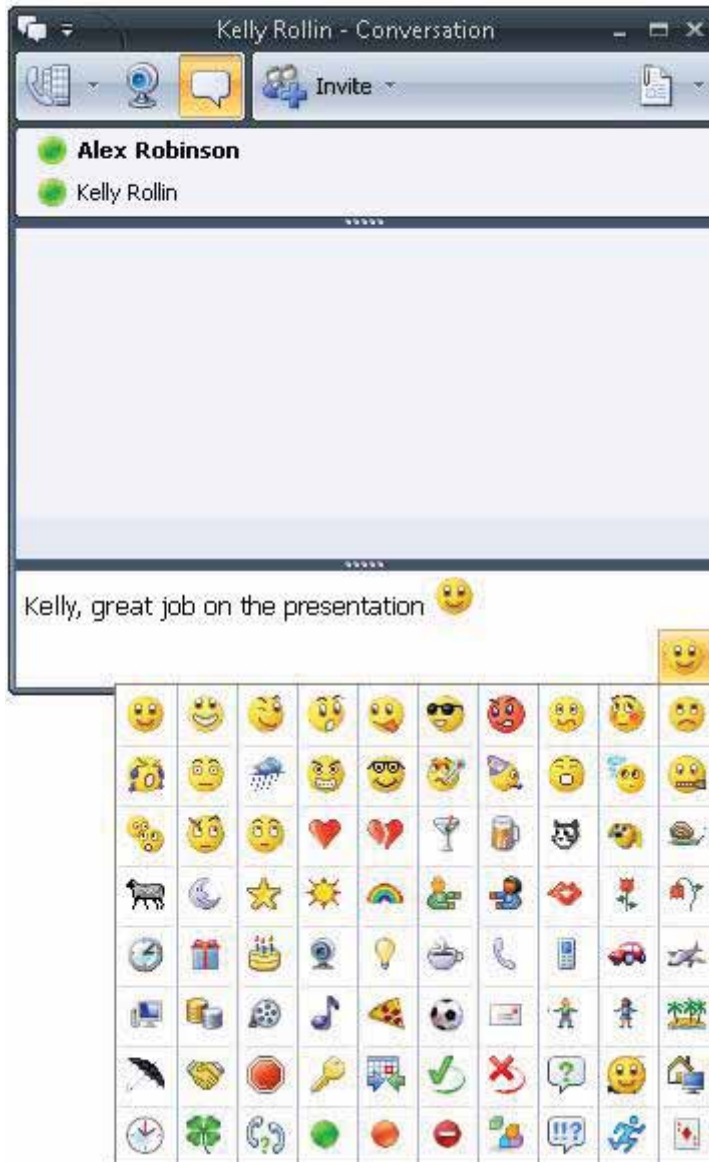 Kelly Rollin - Conversation
Invite
Alex Robinson
Kelly Rollin
Kelly, great job on the presentation